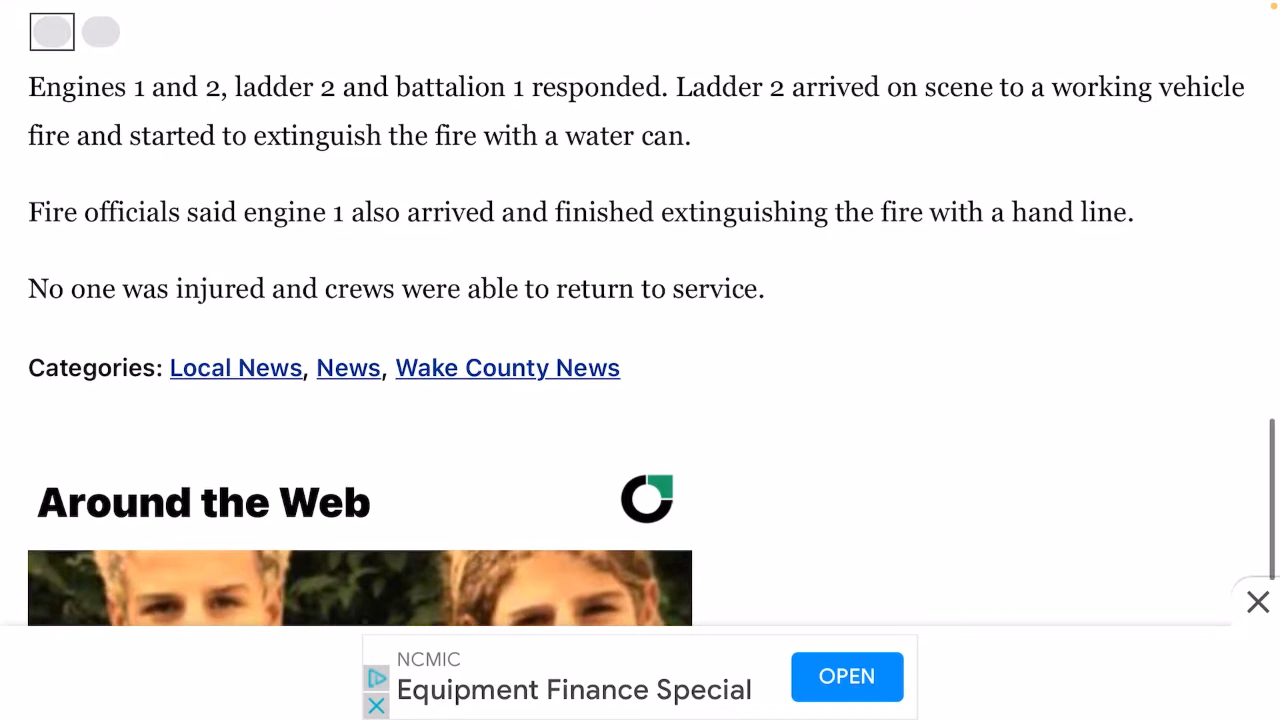 Engines 1 and 2, ladder 2 and battalion 1 responded. Ladder 2 arrived on scene to a working vehicle
fire and started to extinguish the fire with a water can.
Fire officials said engine 1 also arrived and finished extinguishing the fire with a hand line.
No one was injured and crews were able to return to service.
Categories: Local News, News, Wake County News
Around the Web
NCMIC
Equipment Finance Special
OPEN